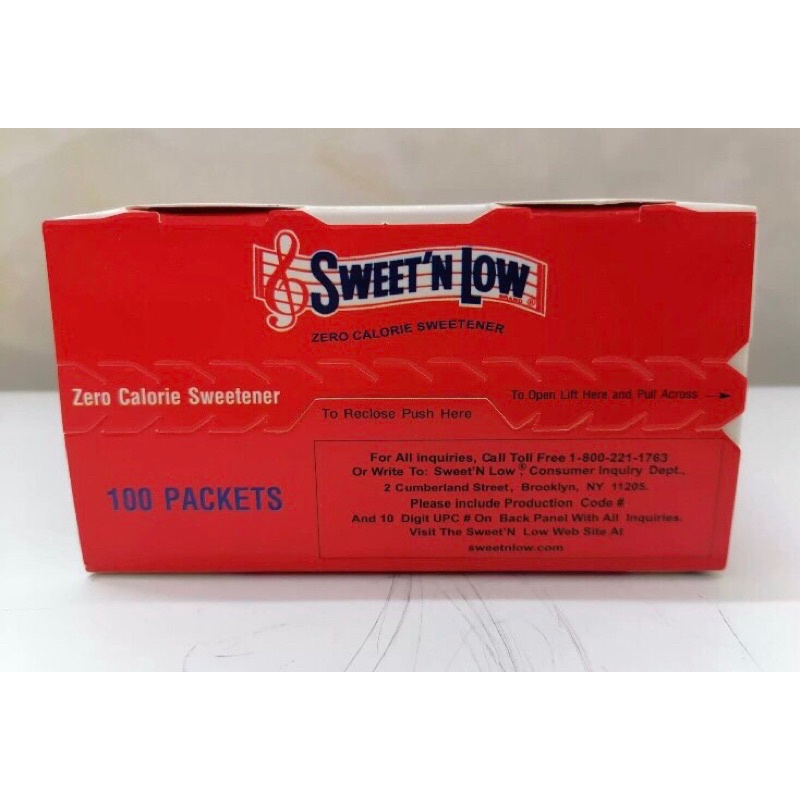 SWEET'N LOW
BRAND ®
ZERO CALORIE SWEETENER
Zero Calorie Sweetener
To Open Lift Here and Pull Across
To Reclose Push Here
100 PACKETS
For All inquiries, Call Toll Free 1-800-221-1763
Or Write To: Sweet'N Low®, Consumer Inquiry Dept.,
2 Cumberland Street, Brooklyn, NY 11205.
Please include Production Code #
And 10 Digit UPC # On Back Panel With All Inquiries.
Visit The Sweet'N Low Web Site At
sweetnlow.com